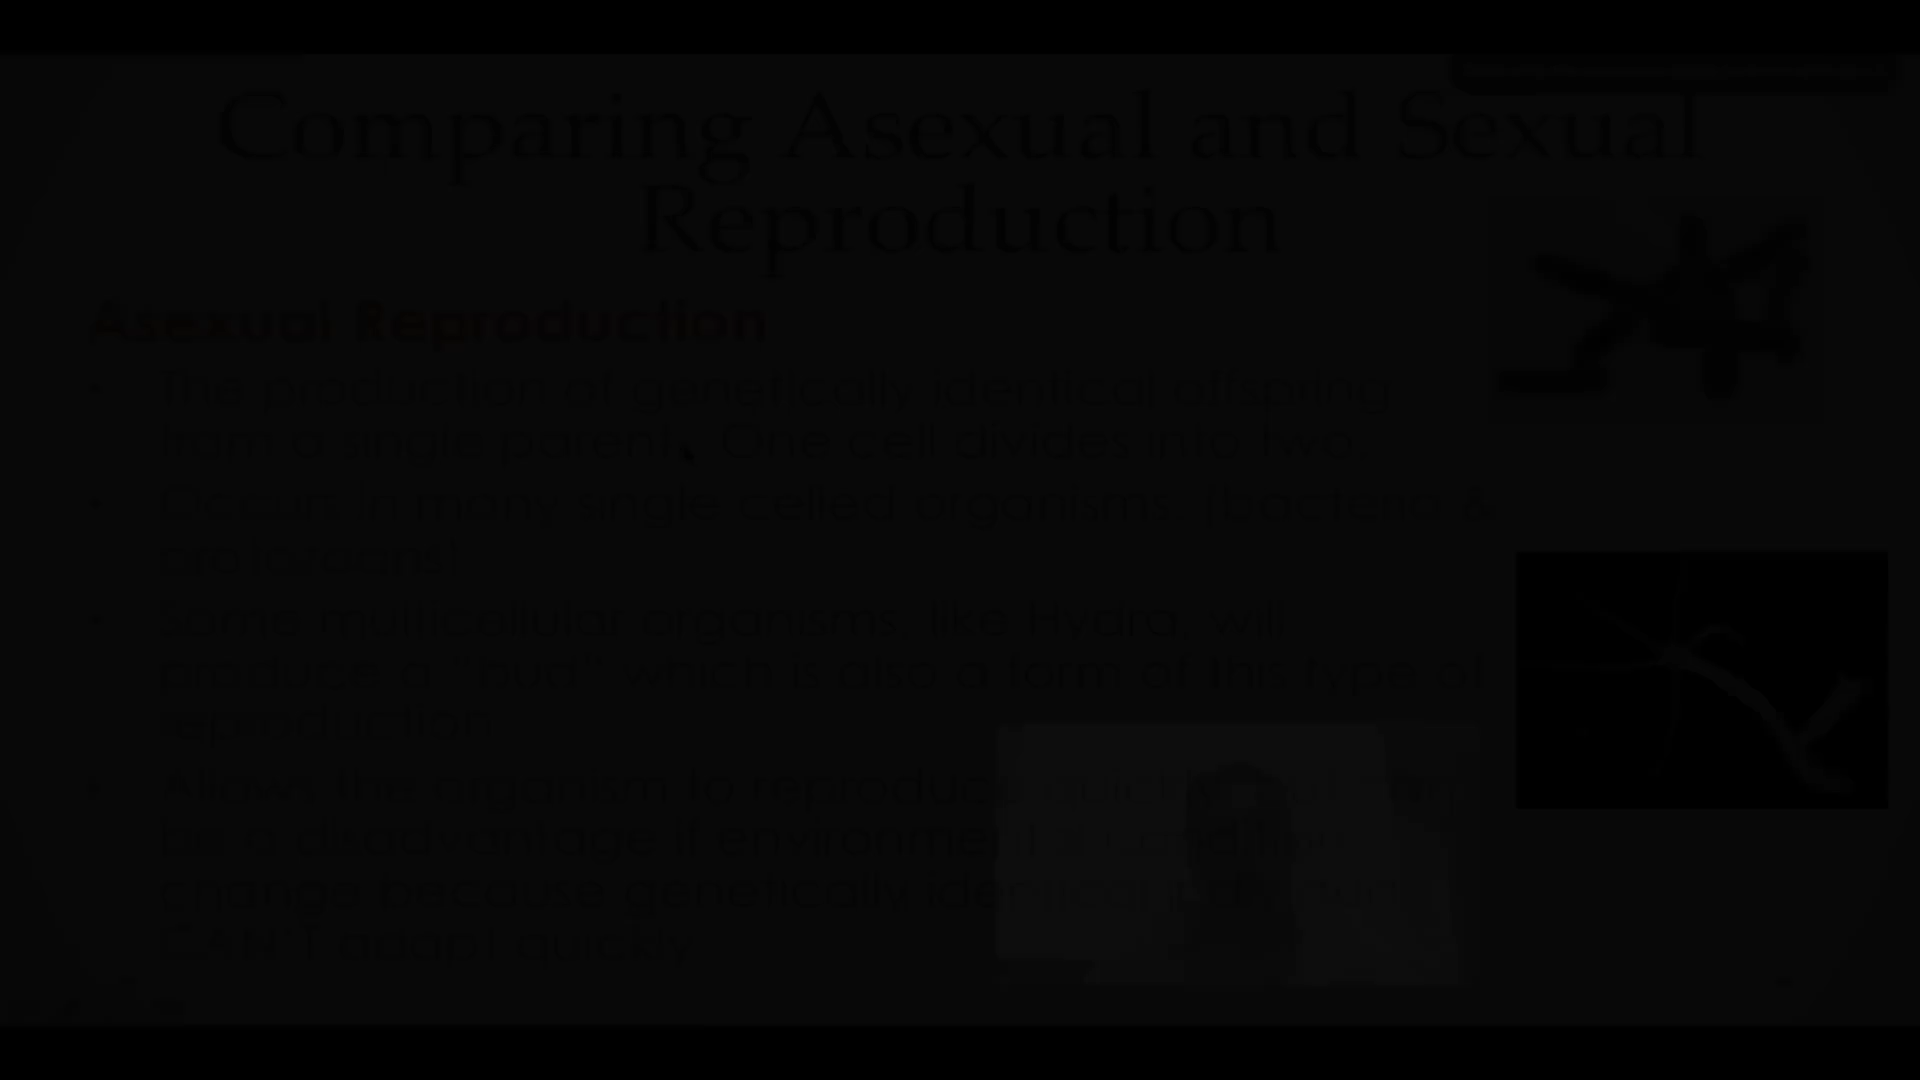 Comparing Asexual and Sexual
Reproduction
Asexual Reproduction
• The production of genetically identical offspring
from a single parent. One cell divides into two.
• Occurs in many single celled organisms. (bacteria &
protozoans)
• Some multicellular organisms, like Hydra, will
produce a "bud" which is also a form of this type of
reproduction
• Allows the organism to reproduce quickly
be a disadvantage if environmental conditions
change because genetically identical
CAN'T adapt quickly